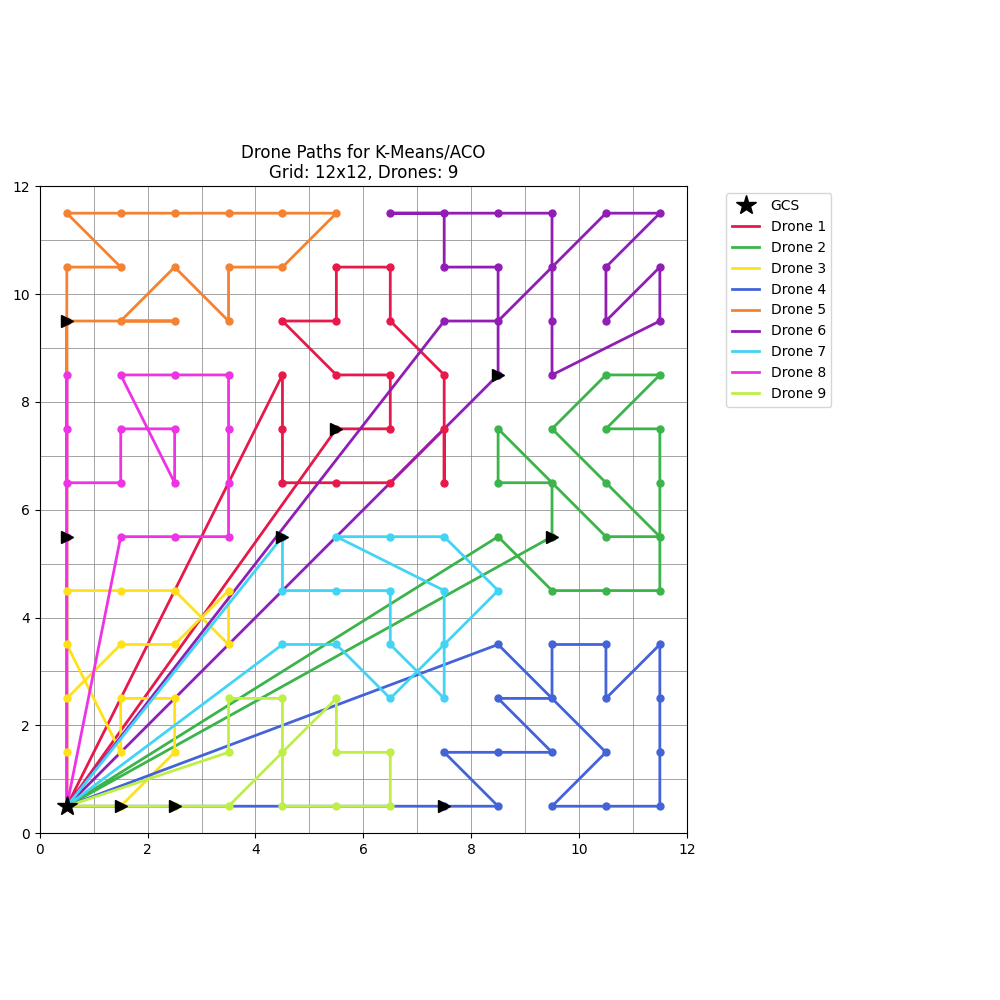 Drone Paths for K-Means/ACO
Grid: 12x12, Drones: 9
12
10
8
6
4
2
0
0 2 4 6 8 10 12
GCS
Drone 1
Drone 2
Drone 3
Drone 4
Drone 5
Drone 6
Drone 7
Drone 8
Drone 9